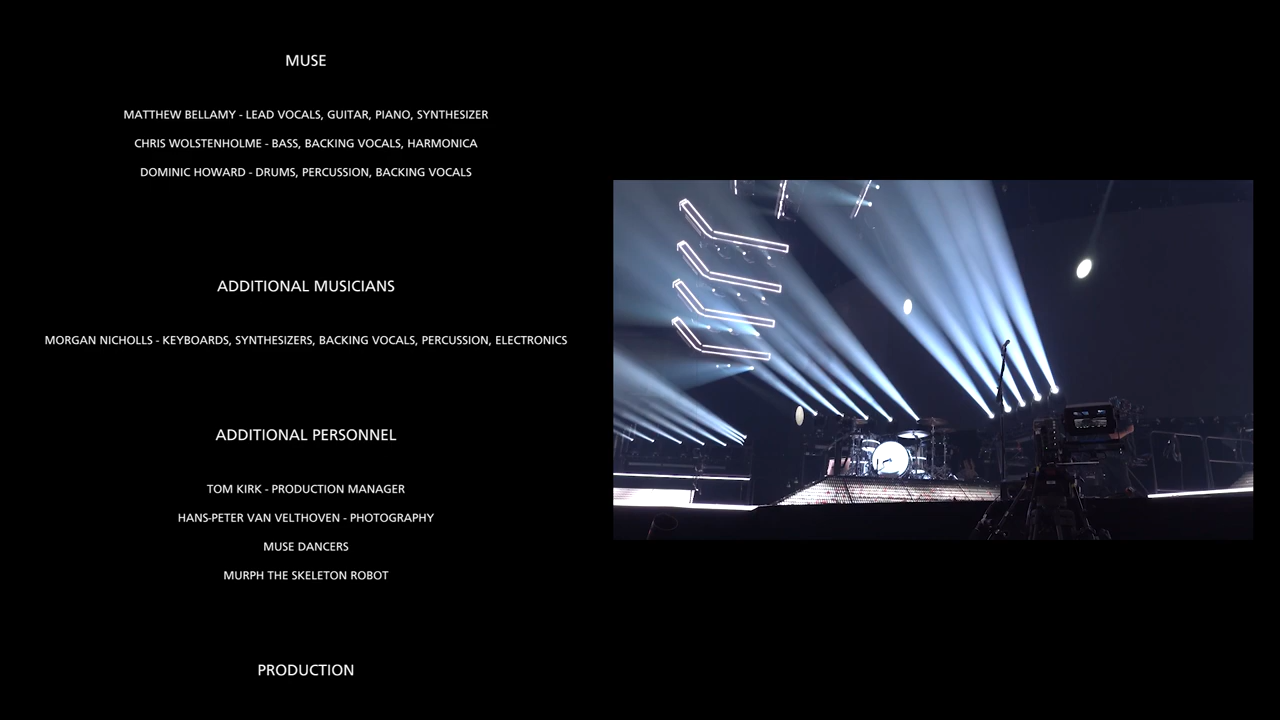 MUSE
MATTHEW BELLAMY - LEAD VOCALS, GUITAR, PIANO, SYNTHESIZER
CHRIS WOLSTENHOLME - BASS, BACKING VOCALS, HARMONICA
DOMINIC HOWARD - DRUMS, PERCUSSION, BACKING VOCALS
ADDITIONAL MUSICIANS
MORGAN NICHOLLS - KEYBOARDS, SYNTHESIZERS, BACKING VOCALS, PERCUSSION, ELECTRONICS
ADDITIONAL PERSONNEL
TOM KIRK - PRODUCTION MANAGER
HANS-PETER VAN VELTHOVEN - PHOTOGRAPHY
MUSE DANCERS
MURPH THE SKELETON ROBOT
PRODUCTION